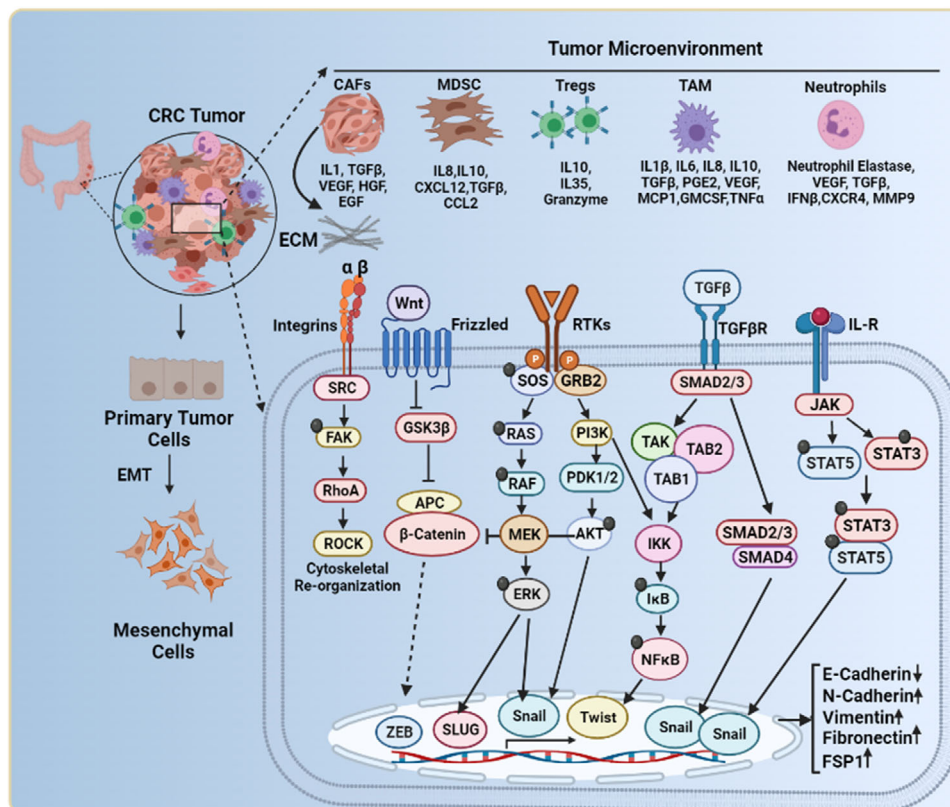 Tumor Microenvironment
CAFs
MDSC
Tregs
TAM
Neutrophils
CRC Tumor
IL1, TGFβ,
VEGF, HGF,
EGF
IL8,IL10,
CXCL12,TGFβ,
CCL2
IL10,
IL35,
Granzyme
IL1β, IL6, IL8, IL10,
TGFβ, PGE2, VEGF,
MCP1,GMCSF,TNFα
Neutrophil Elastase,
VEGF, TGFβ,
IFNβ,CXCR4, MMP9
ECM
α β
Integrins
Wnt
Frizzled
RTKs
TGFβ
TGFβR
IL-R
P
P
SRC
SOS
GRB2
SMAD2/3
JAK
FAK
GSK3β
RAS
PI3K
TAK
TAB2
TAB1
STAT5
STAT3
RhoA
RAF
PDK1/2
APC
β-Catenin
MEK
AKT
IKK
SMAD2/3
SMAD4
STAT3
STAT5
ROCK
Cytoskeletal
Re-organization
ERK
IκB
NFκB
Primary Tumor
Cells
EMT
Mesenchymal
Cells
ZEB
SLUG
Snail
Twist
Snail
Snail
E-Cadherin↓
N-Cadherin↑
Vimentin↑
Fibronectin↑
FSP1↑